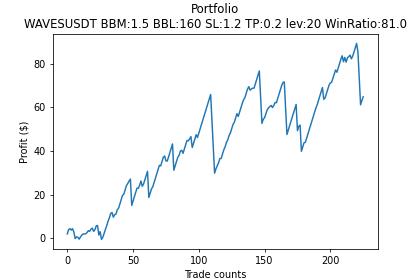 Portfolio
WAVESUSDT BBM:1.5 BBL:160 SL:1.2 TP:0.2 lev:20 WinRatio:81.0
Profit ($)
80
60
40
20
0
0 50 100 150 200
Trade counts